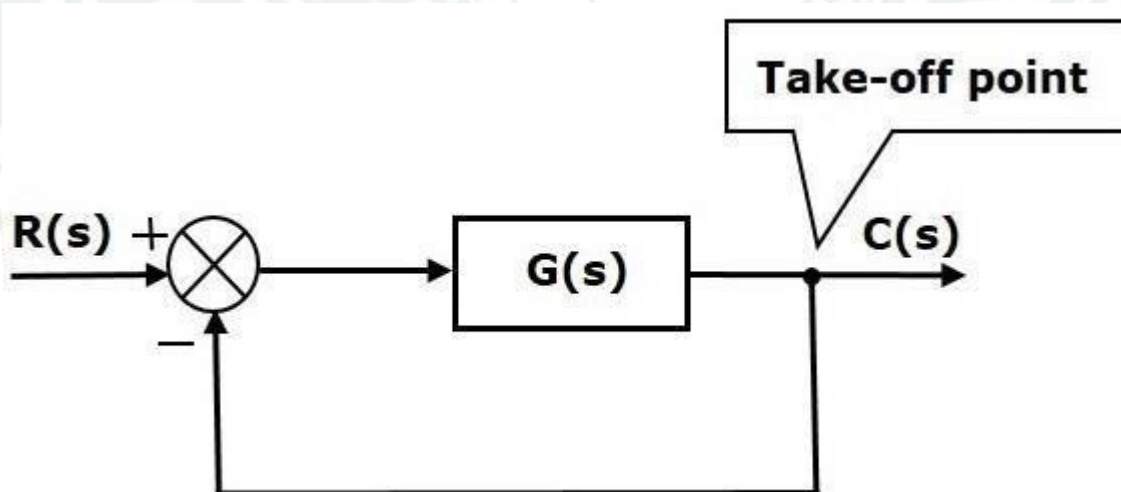 Take-off point
R(s) +
G(s)
C(s)
−